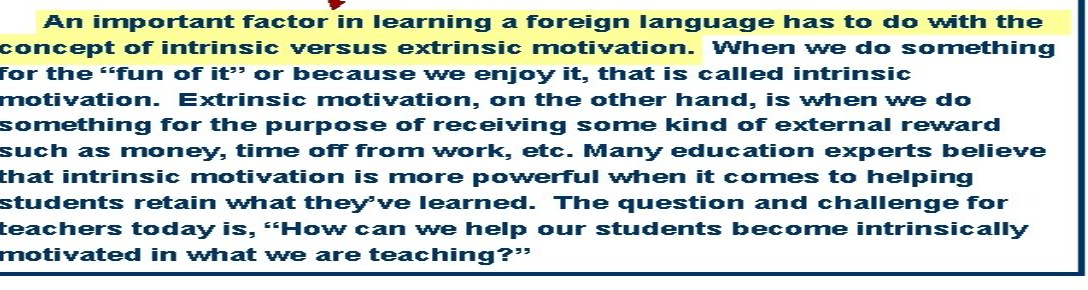 An important factor in learning a foreign language has to do with the
concept of intrinsic versus extrinsic motivation. When we do something
for the “fun of it” or because we enjoy it, that is called intrinsic
motivation. Extrinsic motivation, on the other hand, is when we do
something for the purpose of receiving some kind of external reward
such as money, time off from work, etc. Many education experts believe
that intrinsic motivation is more powerful when it comes to helping
students retain what they’ve learned. The question and challenge for
teachers today is, “How can we help our students become intrinsically
motivated in what we are teaching?”